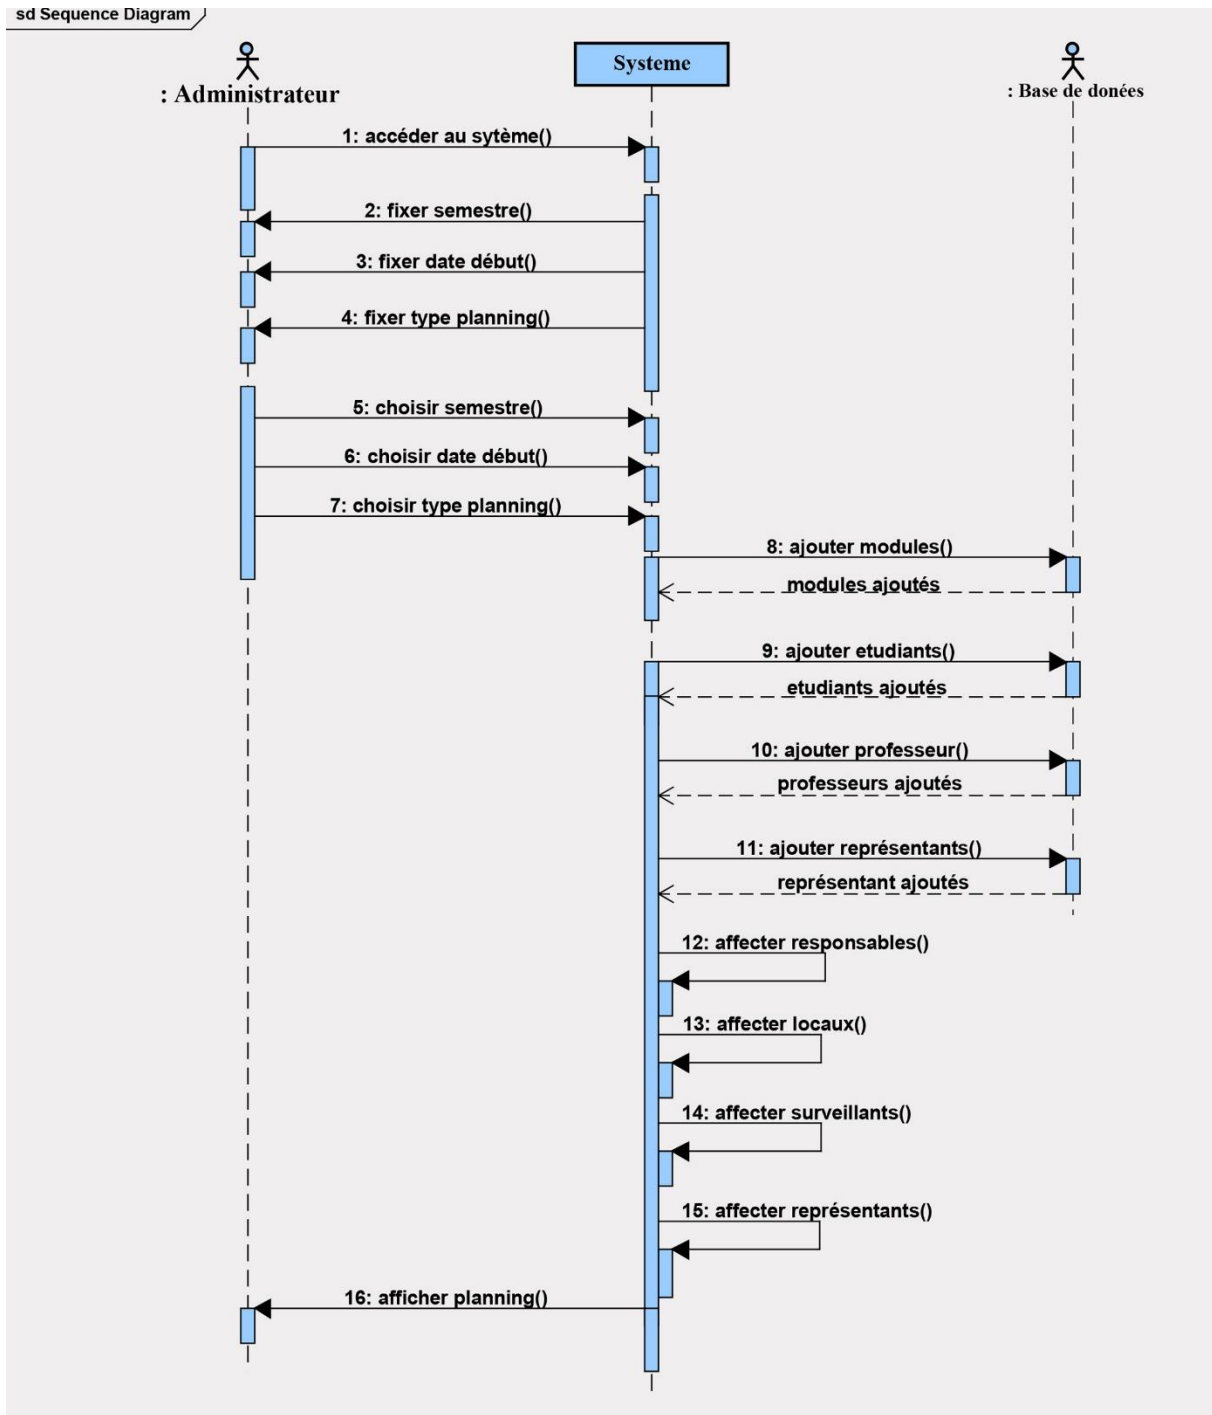 sd Sequence Diagram
: Administrateur
Systeme
: Base de donées
1: accéder au sytème()
2: fixer semestre()
3: fixer date début()
4: fixer type planning()
5: choisir semestre()
6: choisir date début()
7: choisir type planning()
8: ajouter modules()
modules ajoutés
9: ajouter etudiants()
etudiants ajoutés
10: ajouter professeur()
professeurs ajoutés
11: ajouter représentants()
représentant ajoutés
12: affecter responsables()
13: affecter locaux()
14: affecter surveillants()
15: affecter représentants()
16: afficher planning()